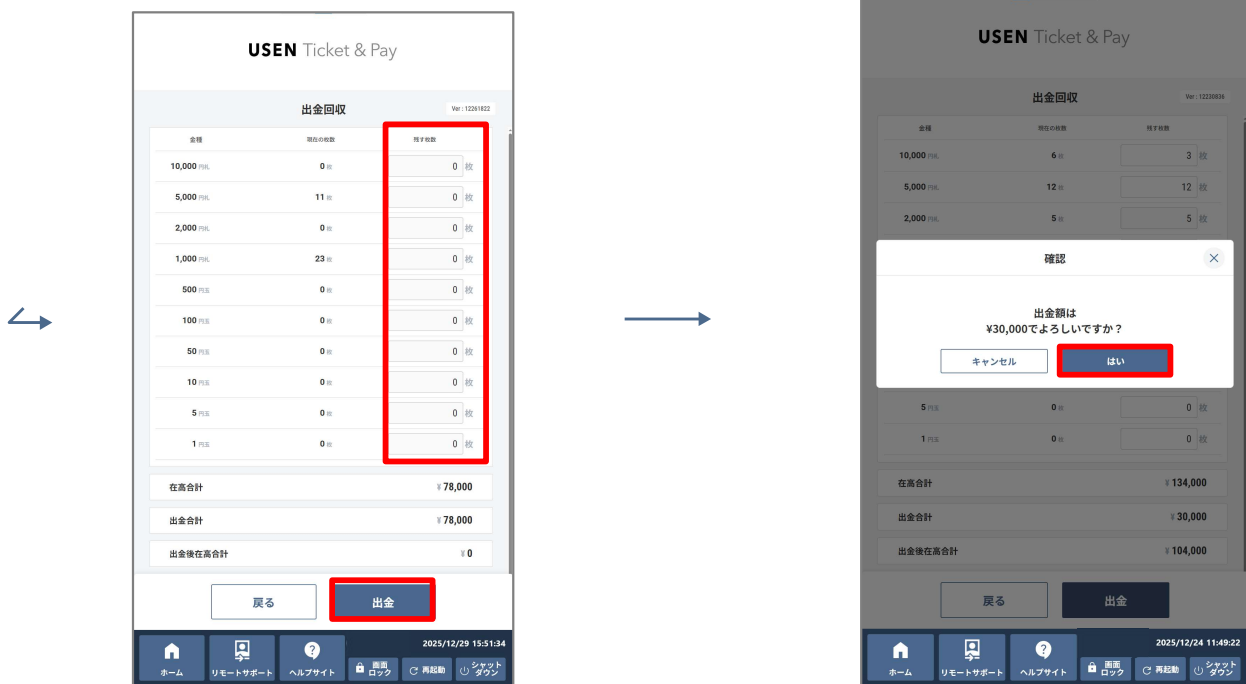 USEN Ticket & Pay
出金回収
Ver : 12261822
金種 現在の枚数 残す枚数
10,000 円札 0 枚 0 枚
5,000 円札 11 枚 0 枚
2,000 円札 0 枚 0 枚
1,000 円札 23 枚 0 枚
500 円玉 0 枚 0 枚
100 円玉 0 枚 0 枚
50 円玉 0 枚 0 枚
10 円玉 0 枚 0 枚
5 円玉 0 枚 0 枚
1 円玉 0 枚 0 枚
在高合計 ¥ 78,000
出金合計 ¥ 78,000
出金後在高合計 ¥ 0
戻る 出金
2025/12/29 15:51:34
ホーム リモートサポート ヘルプサイト 画面ロック 再起動 シャットダウン
USEN Ticket & Pay
出金回収
Ver : 12230836
金種 現在の枚数 残す枚数
10,000 円札 6 枚 3 枚
5,000 円札 12 枚 12 枚
2,000 円札 5 枚 5 枚
確認
出金額は
¥30,000でよろしいですか？
キャンセル はい
5 円玉 0 枚 0 枚
1 円玉 0 枚 0 枚
在高合計 ¥ 134,000
出金合計 ¥ 30,000
出金後在高合計 ¥ 104,000
戻る 出金
2025/12/24 11:49:22
ホーム リモートサポート ヘルプサイト 画面ロック 再起動 シャットダウン